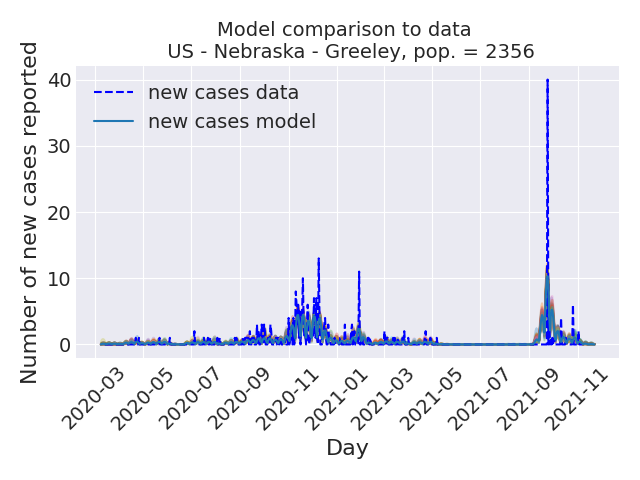 Model comparison to data
US - Nebraska - Greeley, pop. = 2356
Number of new cases reported
40
30
20
10
0
new cases data
new cases model
2020-03
2020-05
2020-07
2020-09
2020-11
2021-01
2021-03
2021-05
2021-07
2021-09
2021-11
Day